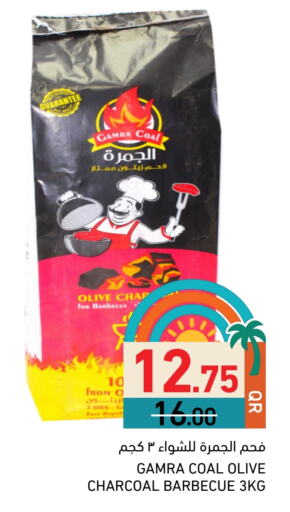 GUARANTEE
GAMRA COAL
الجمرة
فحم زيتون ممتاز
OLIVE
for Barbecue
FROM
12.75
QR
16.00
فحم الجمرة للشواء ٣ كجم
GAMRA COAL OLIVE
CHARCOAL BARBECUE 3KG